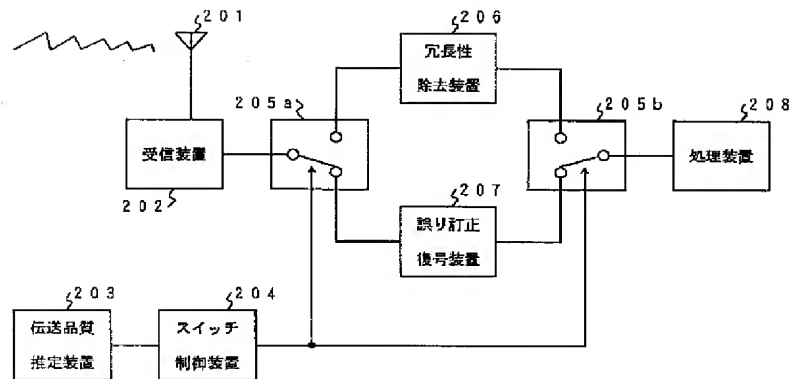 201
206
冗長性
除去装置
205a
205b
208
受信装置
処理装置
202
207
誤り訂正
復号装置
203
204
伝送品質
推定装置
スイッチ
制御装置